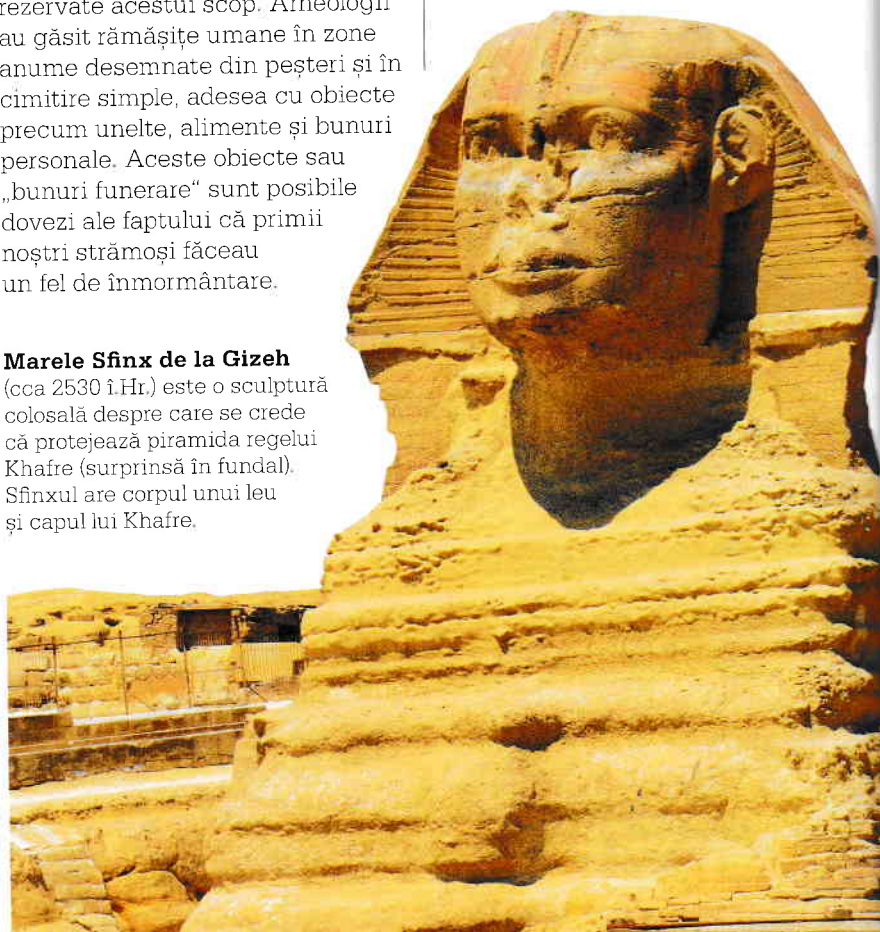 rezervate acestui scop. Arheologii
au găsit rămășițe umane în zone
anume desemnate din peșteri și în
cimitire simple, adesea cu obiecte
precum unelte, alimente și bunuri
personale. Aceste obiecte sau
„bunuri funerare“ sunt posibile
dovezi ale faptului că primii
noștri strămoși făceau
un fel de înmormântare.
Marele Sfinx de la Gizeh
(cca 2530 î.Hr.) este o sculptură
colosală despre care se crede
că protejează piramida regelui
Khafre (surprinsă în fundal).
Sfinxul are corpul unui leu
și capul lui Khafre.